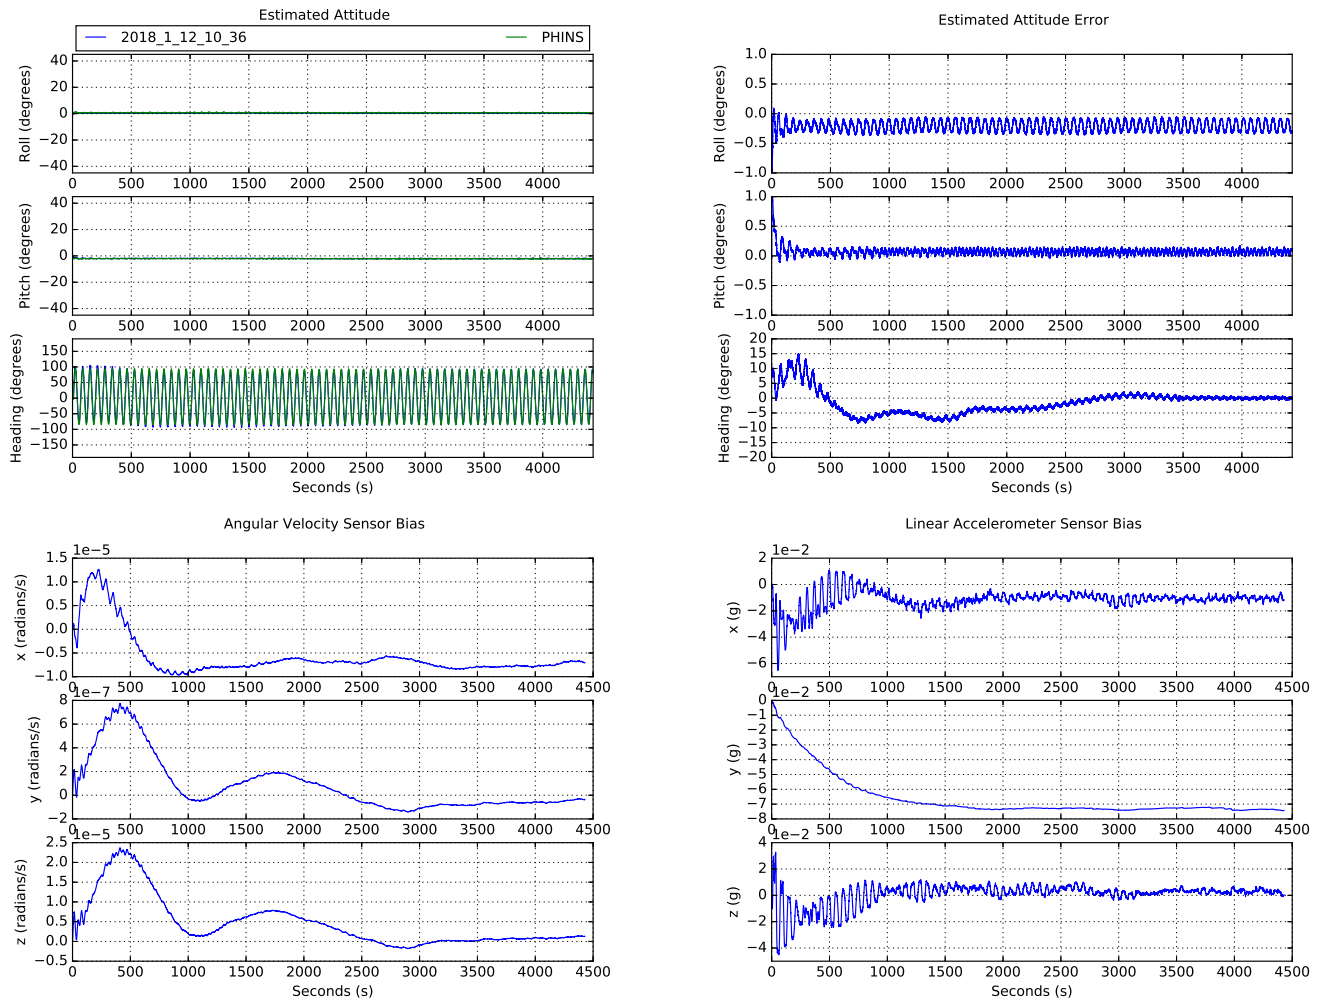 Estimated Attitude
2018_1_12_10_36 PHINS
Roll (degrees)
40
20
0
−20
−40
0 500 1000 1500 2000 2500 3000 3500 4000
Pitch (degrees)
40
20
0
−20
−40
0 500 1000 1500 2000 2500 3000 3500 4000
Heading (degrees)
150
100
50
0
−50
−100
−150
0 500 1000 1500 2000 2500 3000 3500 4000
Seconds (s)
Estimated Attitude Error
Roll (degrees)
1.0
0.5
0.0
−0.5
−1.0
0 500 1000 1500 2000 2500 3000 3500 4000
Pitch (degrees)
1.0
0.5
0.0
−0.5
−1.0
0 500 1000 1500 2000 2500 3000 3500 4000
Heading (degrees)
20
15
10
5
0
−5
−10
−15
−20
0 500 1000 1500 2000 2500 3000 3500 4000
Seconds (s)
Angular Velocity Sensor Bias
1e−5
x (radians/s)
1.5
1.0
0.5
0.0
−0.5
−1.0
0 500 1000 1500 2000 2500 3000 3500 4000 4500
1e−7
y (radians/s)
8
6
4
2
0
−2
0 500 1000 1500 2000 2500 3000 3500 4000 4500
1e−5
z (radians/s)
2.5
2.0
1.5
1.0
0.5
0.0
−0.5
0 500 1000 1500 2000 2500 3000 3500 4000 4500
Seconds (s)
Linear Accelerometer Sensor Bias
1e−2
x (g)
2
0
−2
−4
−6
0 500 1000 1500 2000 2500 3000 3500 4000 4500
1e−2
y (g)
0
−1
−2
−3
−4
−5
−6
−7
−8
0 500 1000 1500 2000 2500 3000 3500 4000 4500
1e−2
z (g)
4
2
0
−2
−4
0 500 1000 1500 2000 2500 3000 3500 4000 4500
Seconds (s)